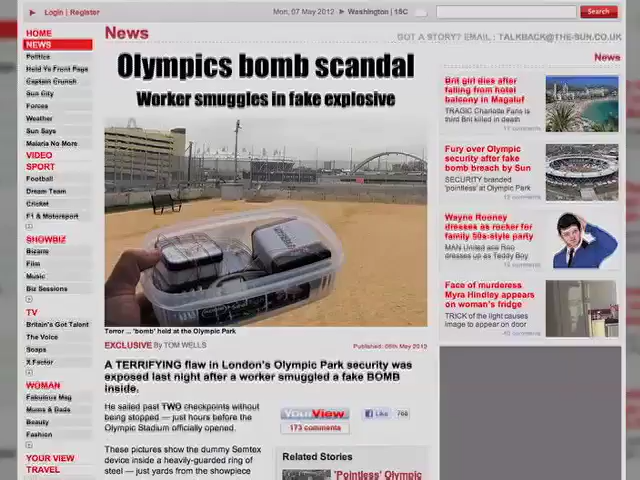 Login | Register
Mon, 07 May 2012 ► Washington | 15C
Search
HOME
NEWS
Politics
Hold Ye Front Page
Captain Crunch
Sun City
Forces
Weather
Sun Says
Malaria No More
VIDEO
SPORT
Football
Dream Team
Cricket
F1 & Motorsport
SHOWBIZ
Bizarre
Film
Music
Biz Sessions
TV
Britain's Got Talent
The Voice
Soaps
X Factor
WOMAN
Fabulous Mag
Mums & Dads
Beauty
Fashion
YOUR VIEW
TRAVEL
News
GOT A STORY? EMAIL : TALKBACK@THE-SUN.CO.UK
Olympics bomb scandal
Worker smuggles in fake explosive
Terror ... 'bomb' held at the Olympic Park
EXCLUSIVE By TOM WELLS
Published: 06th May 2012
A TERRIFYING flaw in London's Olympic Park security was
exposed last night after a worker smuggled a fake BOMB
inside.
He sailed past TWO checkpoints without
being stopped — just hours before the
Olympic Stadium officially opened.
These pictures show the dummy Semtex
device inside a heavily-guarded ring of
steel — just yards from the showpiece
YourView
173 comments
Like
Related Stories
'Pointless' Olympic
News
Brit girl dies after
falling from hotel
balcony in Magaluf
TRAGIC Charlotte Faris is
third Brit killed in death
Fury over Olympic
security after fake
bomb breach by Sun
SECURITY branded
'pointless' at Olympic Park
Wayne Rooney
dresses as rocker for
family 50s-style party
MAN United ace Roo
dresses up as Teddy Boy
Face of murderess
Myra Hindley appears
on woman's fridge
TRICK of the light causes
image to appear on door